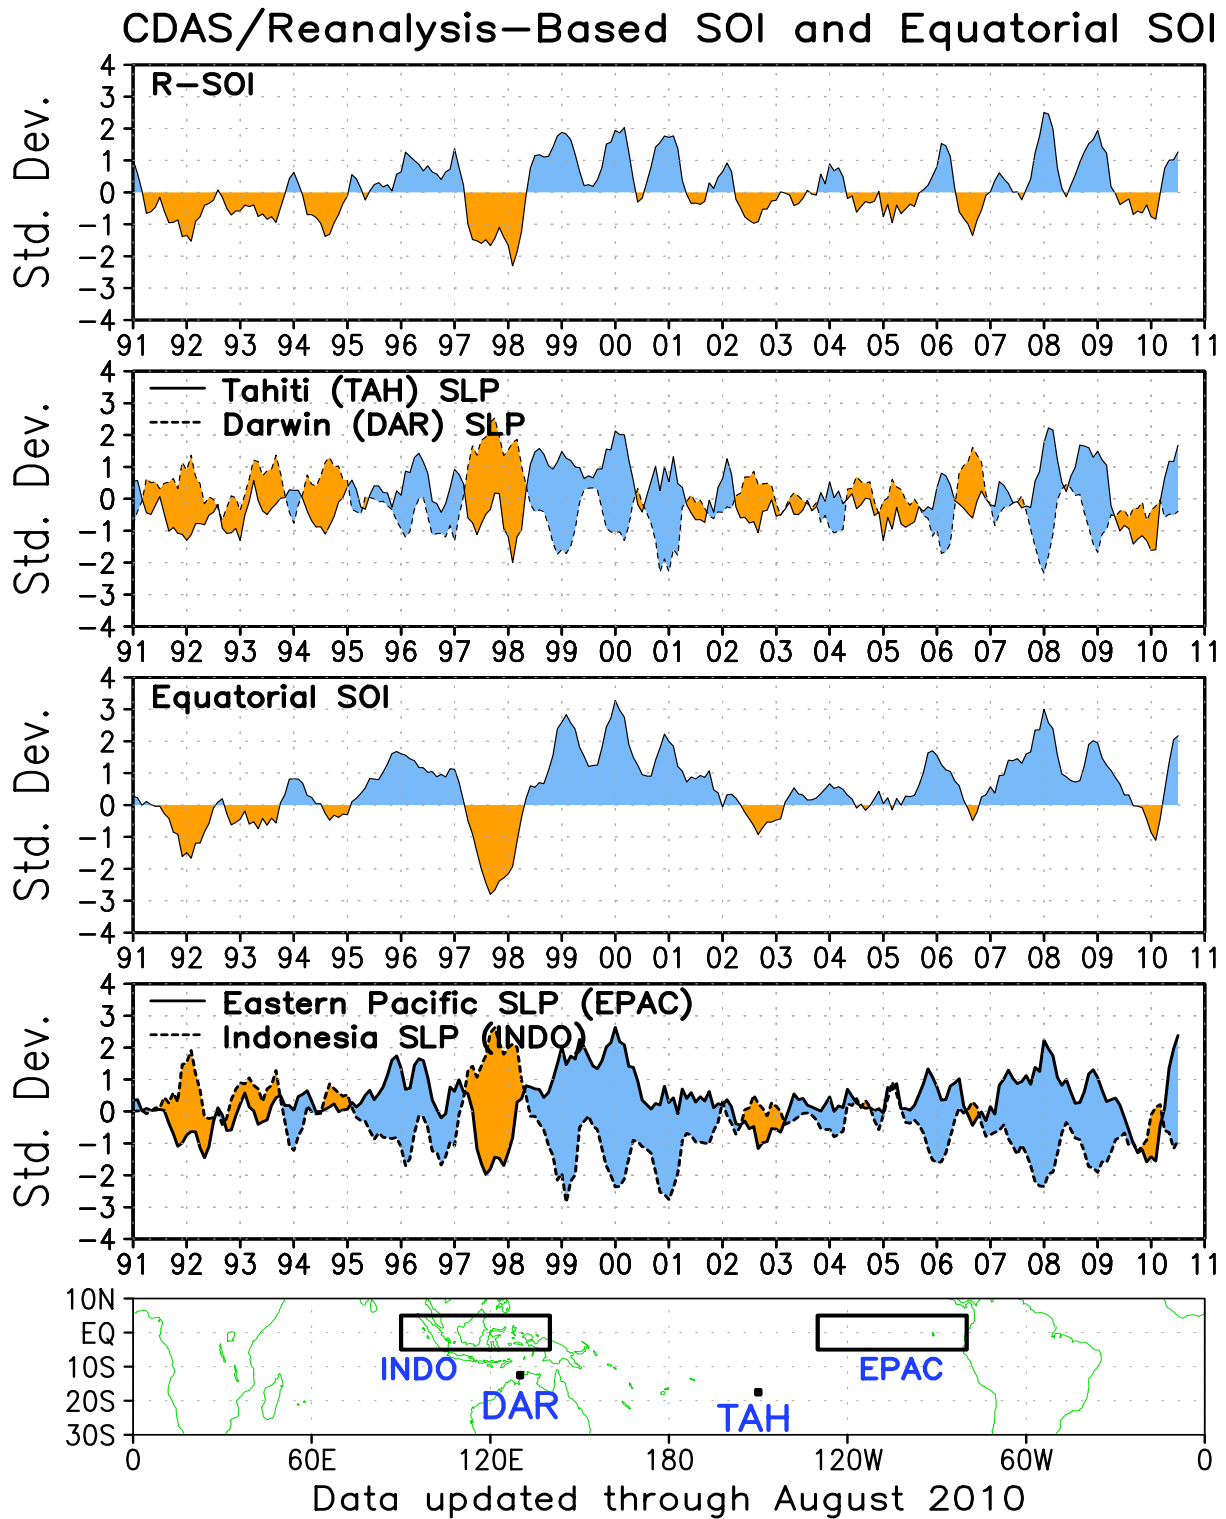 CDAS/Reanalysis-Based SOI and Equatorial SOI
R-SOI
Std. Dev.
4
3
2
1
0
-1
-2
-3
-4
91 92 93 94 95 96 97 98 99 00 01 02 03 04 05 06 07 08 09 10 11
Tahiti (TAH) SLP
Darwin (DAR) SLP
Std. Dev.
4
3
2
1
0
-1
-2
-3
-4
91 92 93 94 95 96 97 98 99 00 01 02 03 04 05 06 07 08 09 10 11
Equatorial SOI
Std. Dev.
4
3
2
1
0
-1
-2
-3
-4
91 92 93 94 95 96 97 98 99 00 01 02 03 04 05 06 07 08 09 10 11
Eastern Pacific SLP (EPAC)
Indonesia SLP (INDO)
Std. Dev.
4
3
2
1
0
-1
-2
-3
-4
91 92 93 94 95 96 97 98 99 00 01 02 03 04 05 06 07 08 09 10 11
10N
EQ
10S
20S
30S
INDO
EPAC
DAR
TAH
0 60E 120E 180 120W 60W 0
Data updated through August 2010